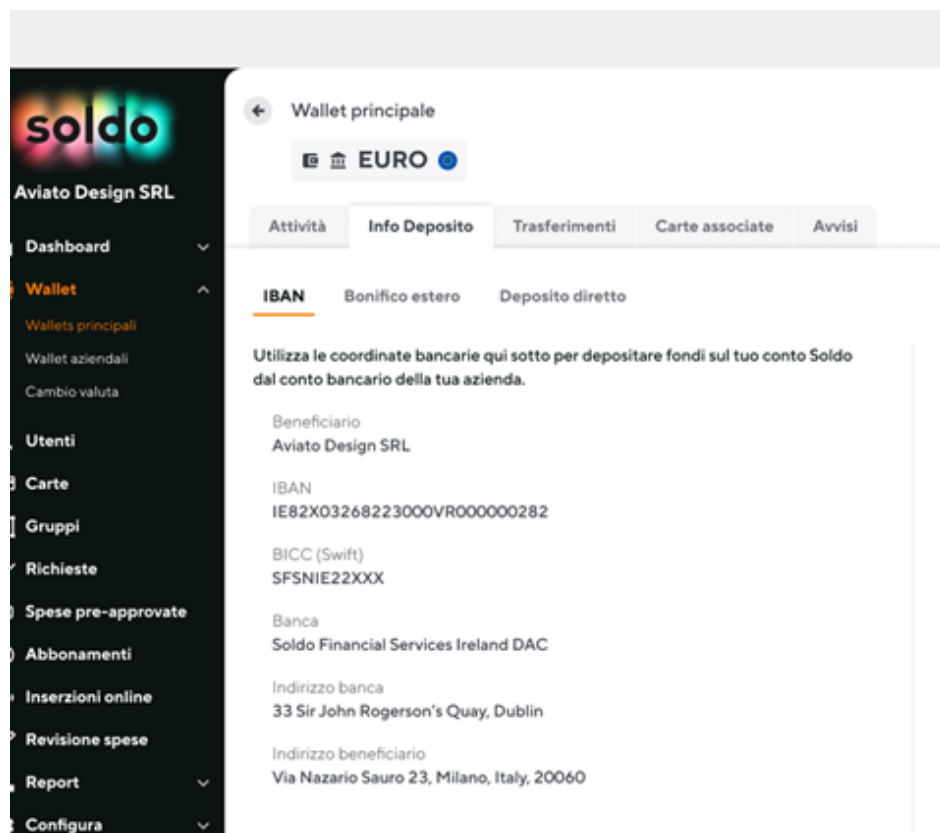 soldo
Aviato Design SRL
Dashboard
Wallet
Wallets principali
Wallet aziendali
Cambio valuta
Utenti
Carte
Gruppi
Richieste
Spese pre-approvate
Abbonamenti
Inserzioni online
Revisione spese
Report
Configura
Wallet principale
EURO
Attività Info Deposito Trasferimenti Carte associate Avvisi
IBAN Bonifico estero Deposito diretto
Utilizza le coordinate bancarie qui sotto per depositare fondi sul tuo conto Soldo
dal conto bancario della tua azienda.
Beneficiario
Aviato Design SRL
IBAN
IE82X03268223000VR000000282
BICC (Swift)
SFSNIE22XXX
Banca
Soldo Financial Services Ireland DAC
Indirizzo banca
33 Sir John Rogerson's Quay, Dublin
Indirizzo beneficiario
Via Nazario Sauro 23, Milano, Italy, 20060